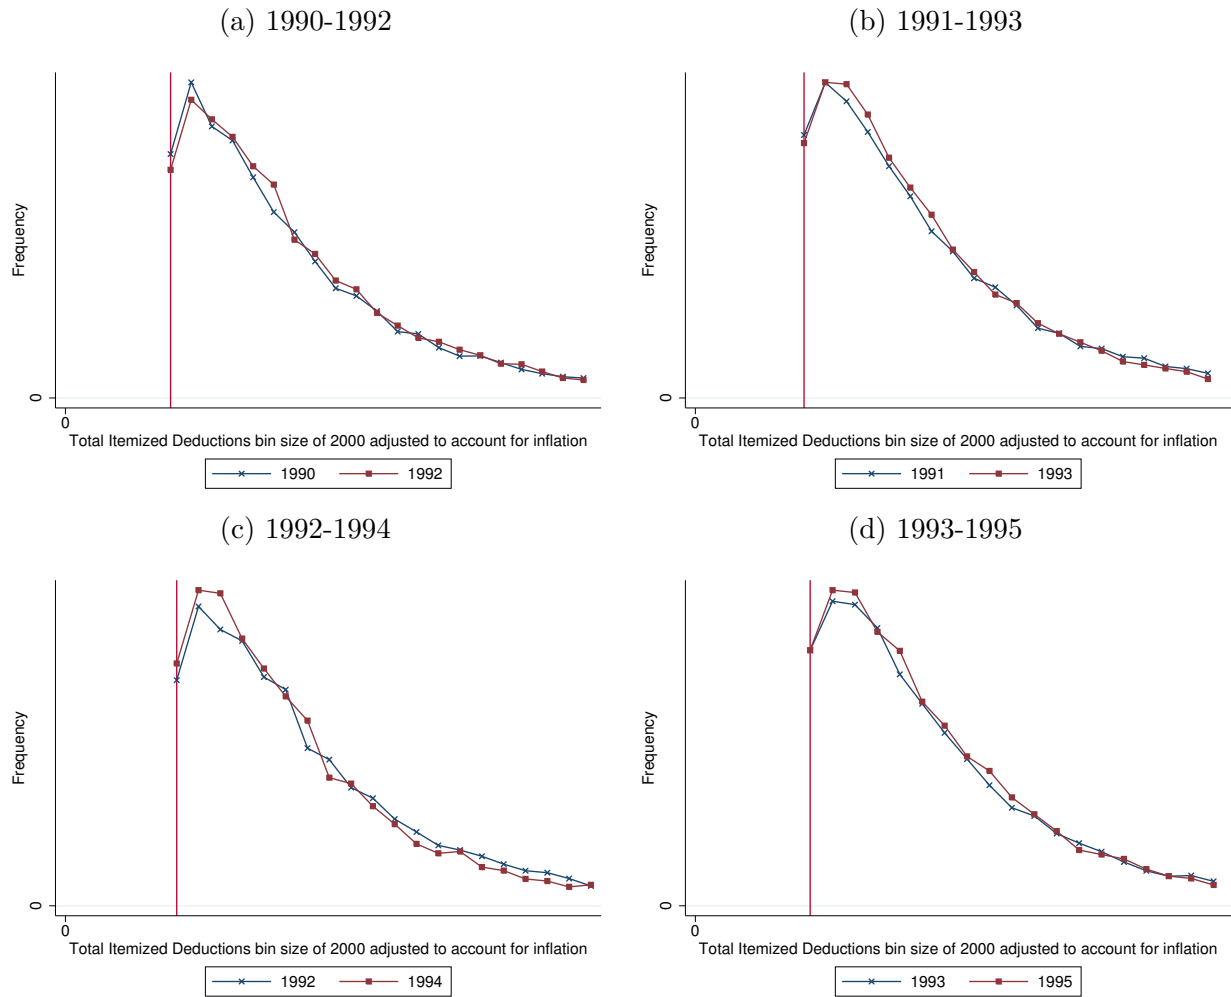 (a) 1990-1992
Frequency
0
0
Total Itemized Deductions bin size of 2000 adjusted to account for inflation
1990 1992
(b) 1991-1993
Frequency
0
0
Total Itemized Deductions bin size of 2000 adjusted to account for inflation
1991 1993
(c) 1992-1994
Frequency
0
0
Total Itemized Deductions bin size of 2000 adjusted to account for inflation
1992 1994
(d) 1993-1995
Frequency
0
0
Total Itemized Deductions bin size of 2000 adjusted to account for inflation
1993 1995